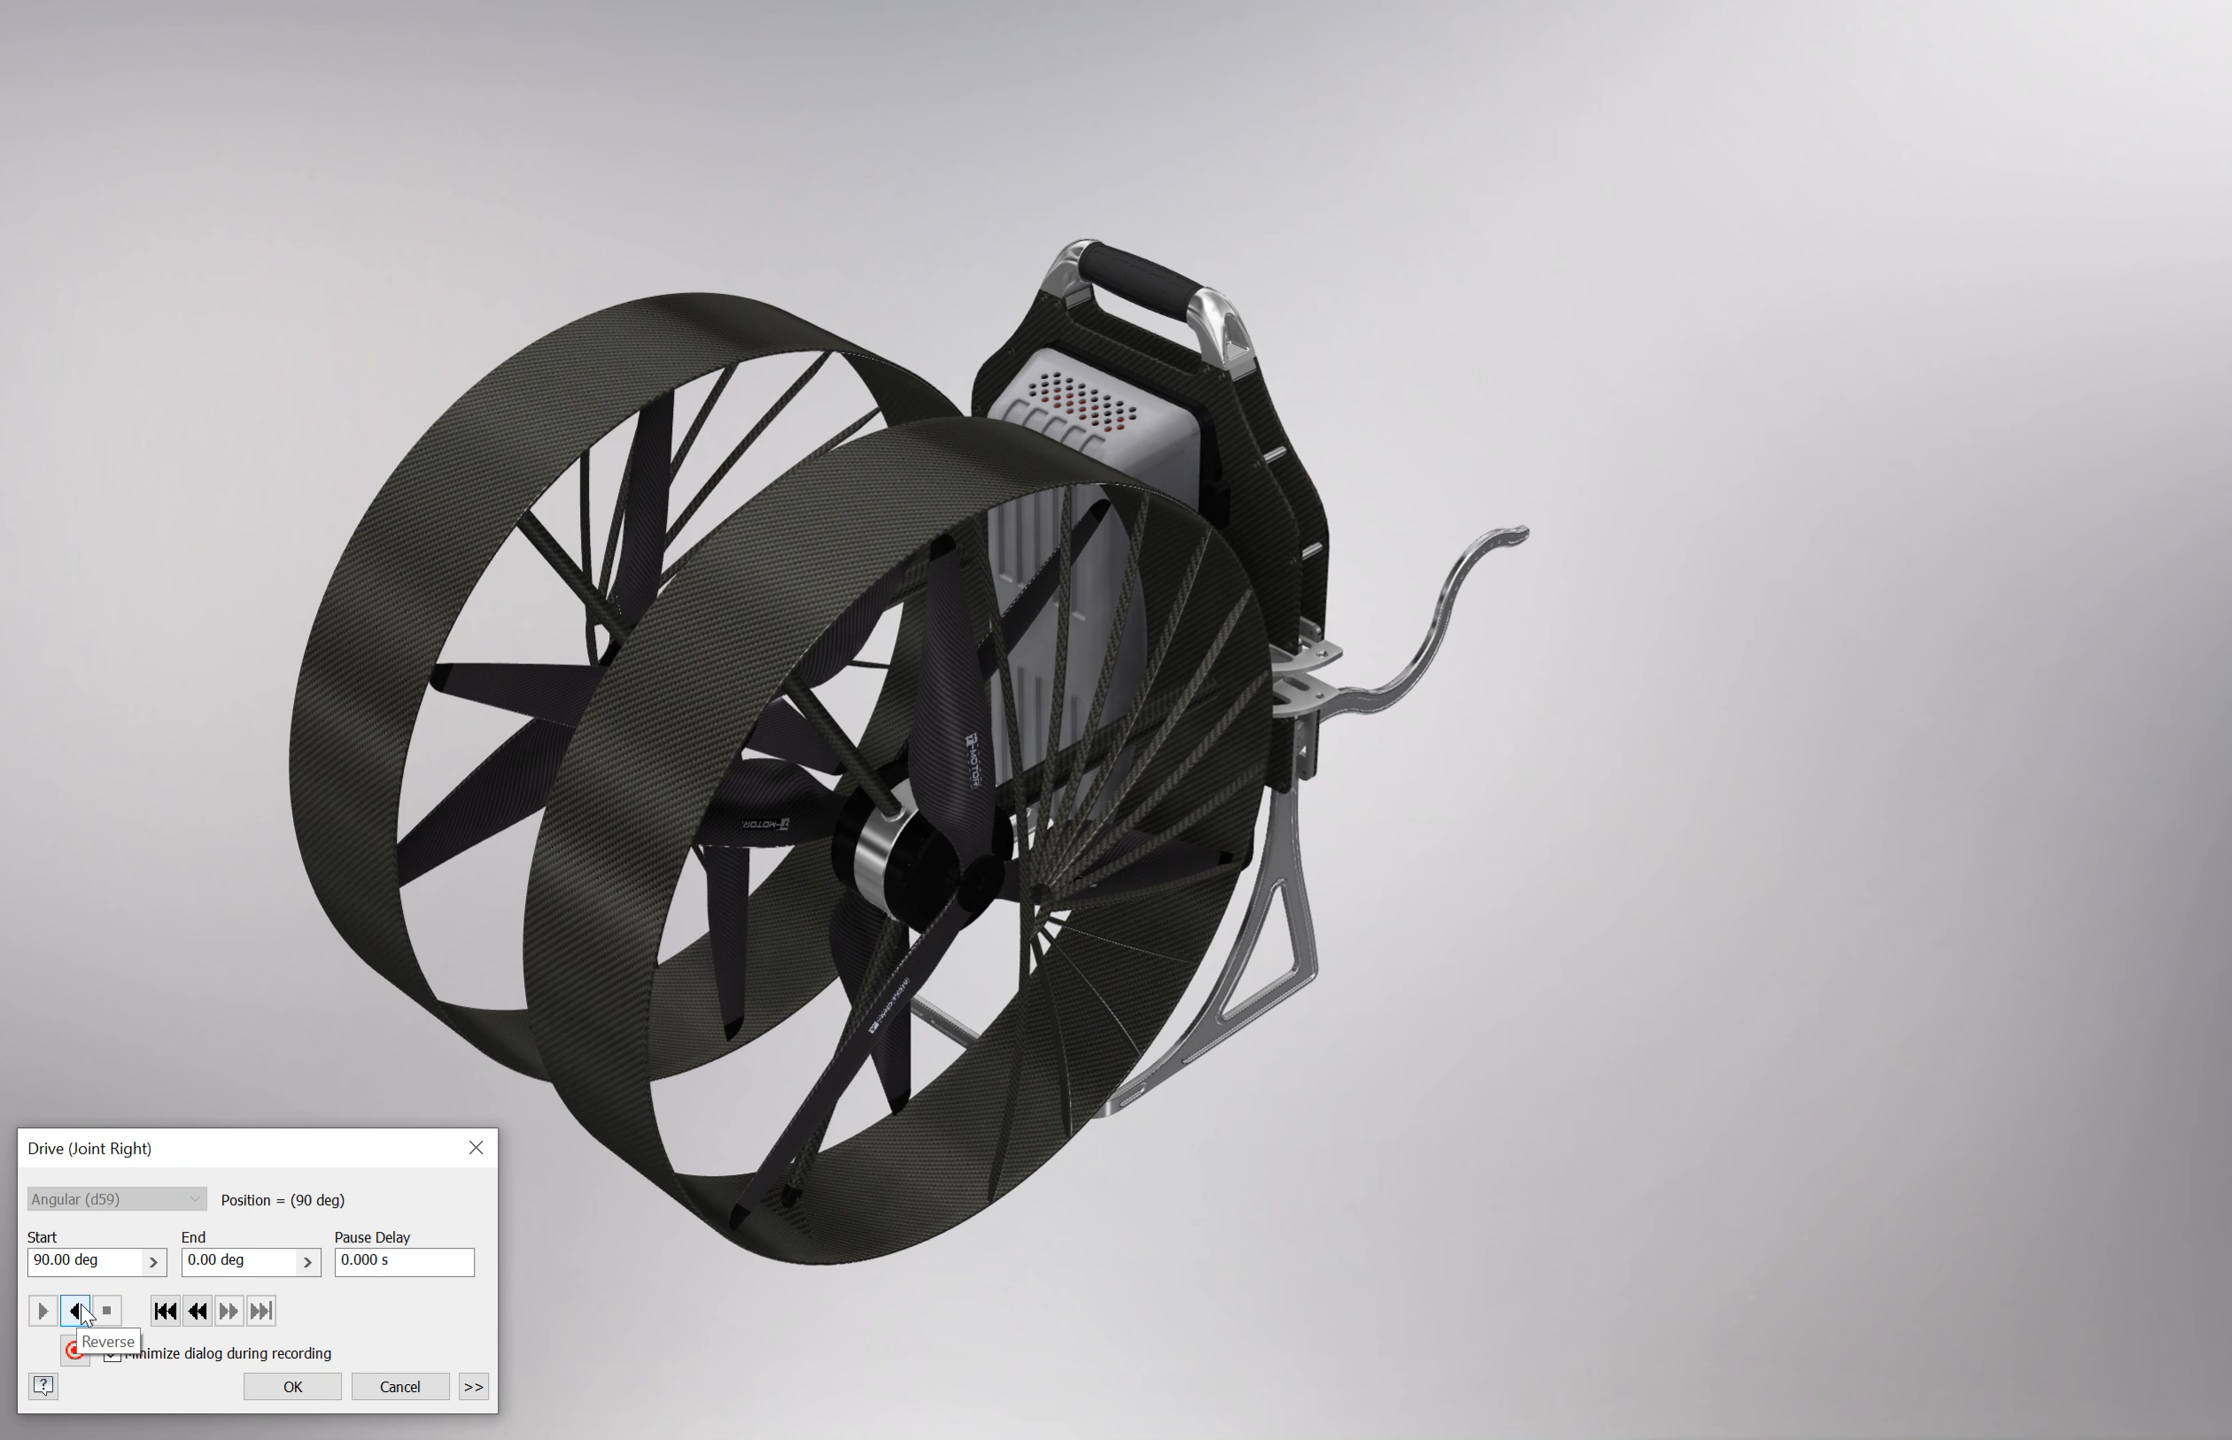 T-MOTOR
T-MOTOR
Drive (Joint Right)
Angular (d59)
Position = (90 deg)
Start
End
Pause Delay
90.00 deg
0.00 deg
0.000 s
Reverse
inimize dialog during recording
OK
Cancel
>>